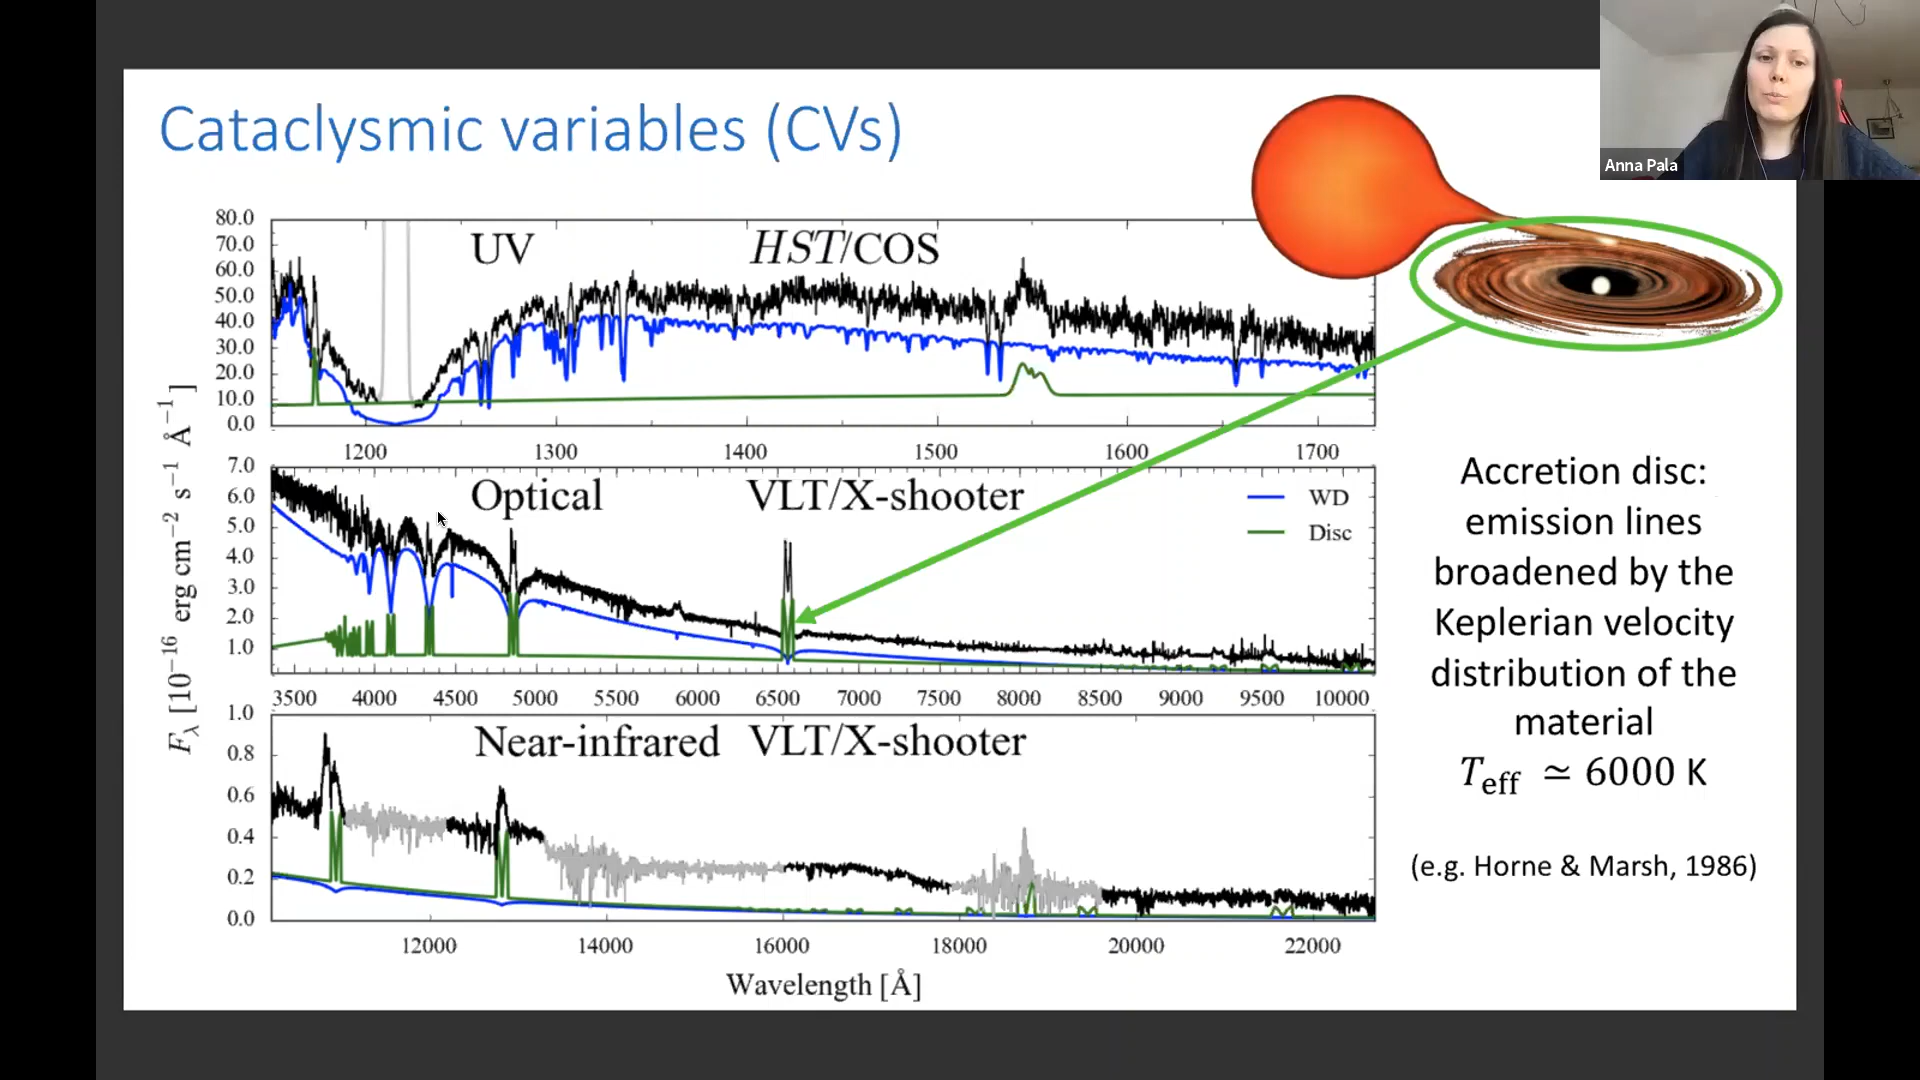 Anna Pala
Cataclysmic variables (CVs)
80.0
70.0
60.0
50.0
40.0
30.0
20.0
10.0
0.0
UV HST/COS
1200 1300 1400 1500 1600 1700
7.0
6.0
5.0
4.0
3.0
2.0
1.0
Optical VLT/X-shooter
WD
Disc
3500 4000 4500 5000 5500 6000 6500 7000 7500 8000 8500 9000 9500 10000
1.0
0.8
0.6
0.4
0.2
0.0
Near-infrared VLT/X-shooter
12000 14000 16000 18000 20000 22000
Wavelength [Å]
Fλ [10⁻¹⁶ erg cm⁻² s⁻¹ Å⁻¹]
Accretion disc:
emission lines
broadened by the
Keplerian velocity
distribution of the
material
T_eff ≃ 6000 K
(e.g. Horne & Marsh, 1986)